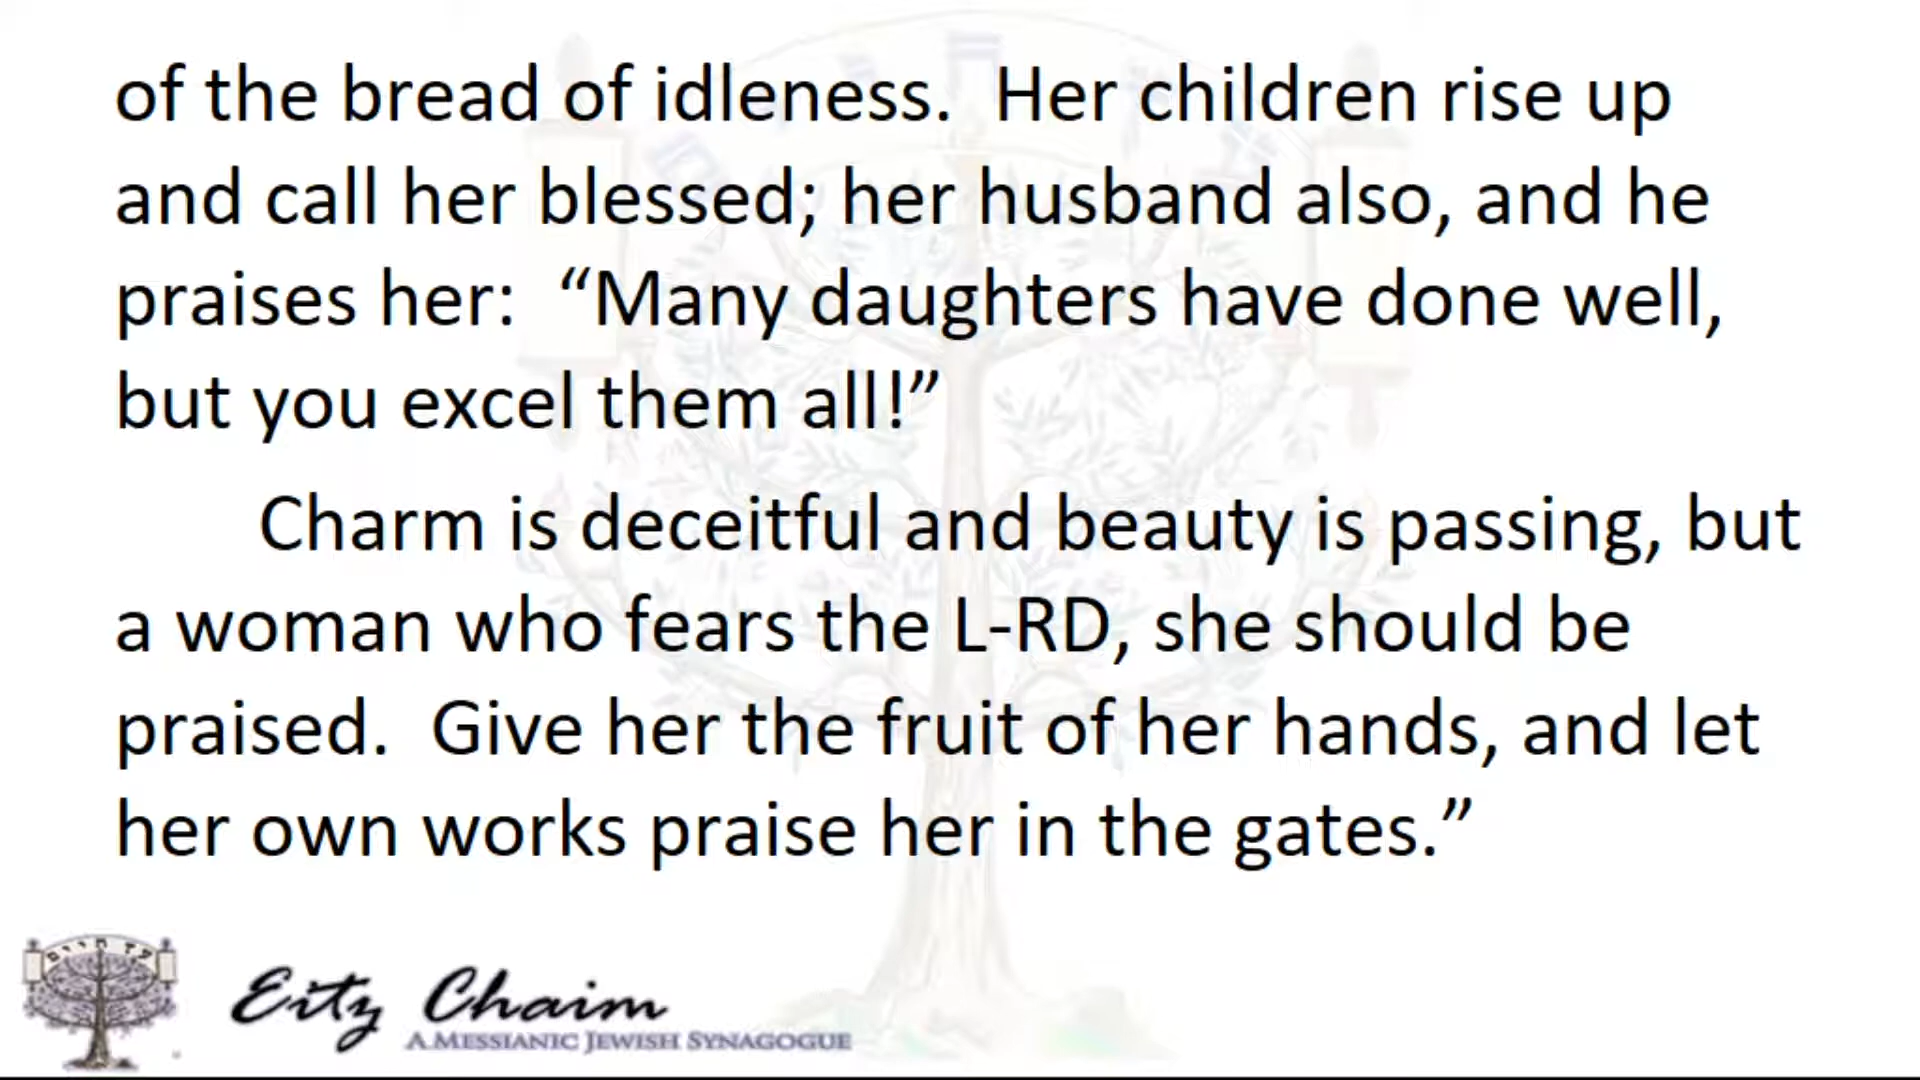 of the bread of idleness.  Her children rise up
and call her blessed; her husband also, and he
praises her:  “Many daughters have done well,
but you excel them all!”
Charm is deceitful and beauty is passing, but
a woman who fears the L-RD, she should be
praised.  Give her the fruit of her hands, and let
her own works praise her in the gates.”
עץ חיים
Eitz Chaim
A Messianic Jewish Synagogue